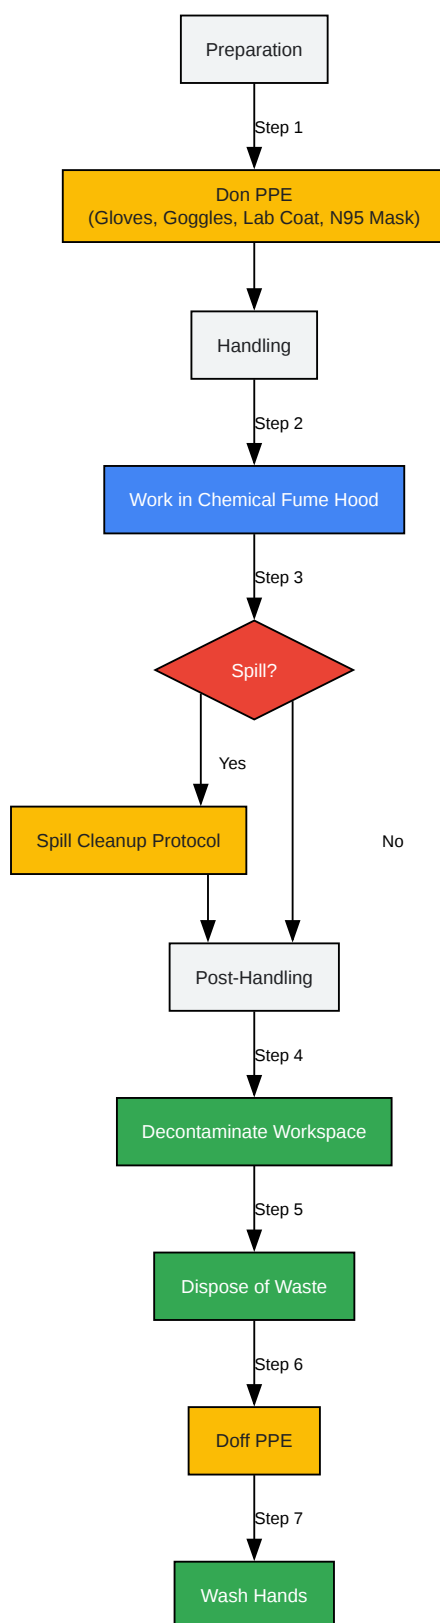 Preparation
Step 1
Don PPE
(Gloves, Goggles, Lab Coat, N95 Mask)
Handling
Step 2
Work in Chemical Fume Hood
Step 3
Spill?
Yes
Spill Cleanup Protocol
No
Post-Handling
Step 4
Decontaminate Workspace
Step 5
Dispose of Waste
Step 6
Doff PPE
Step 7
Wash Hands